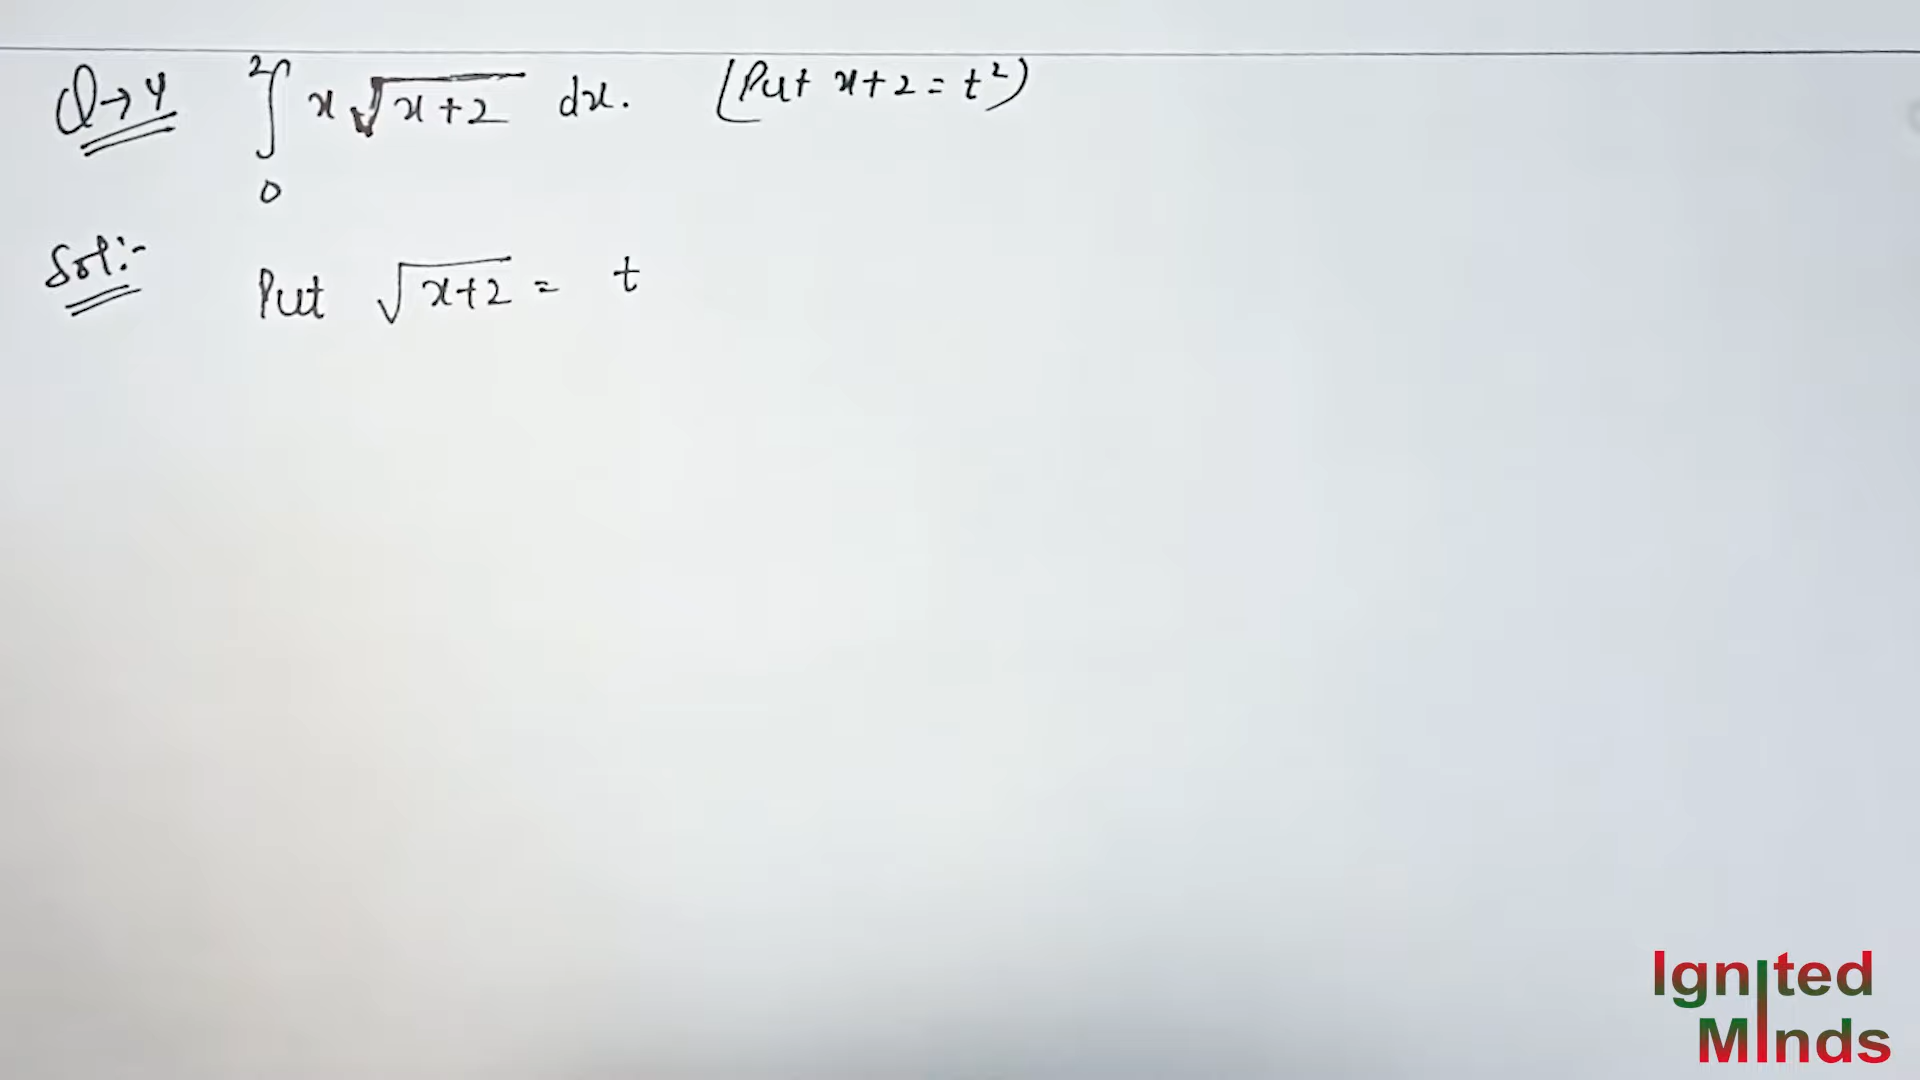 Q→4 ∫₀² x√(x+2) dx. (Put x+2 = t²)
Sol:- Put √(x+2) = t
Ignited
Minds